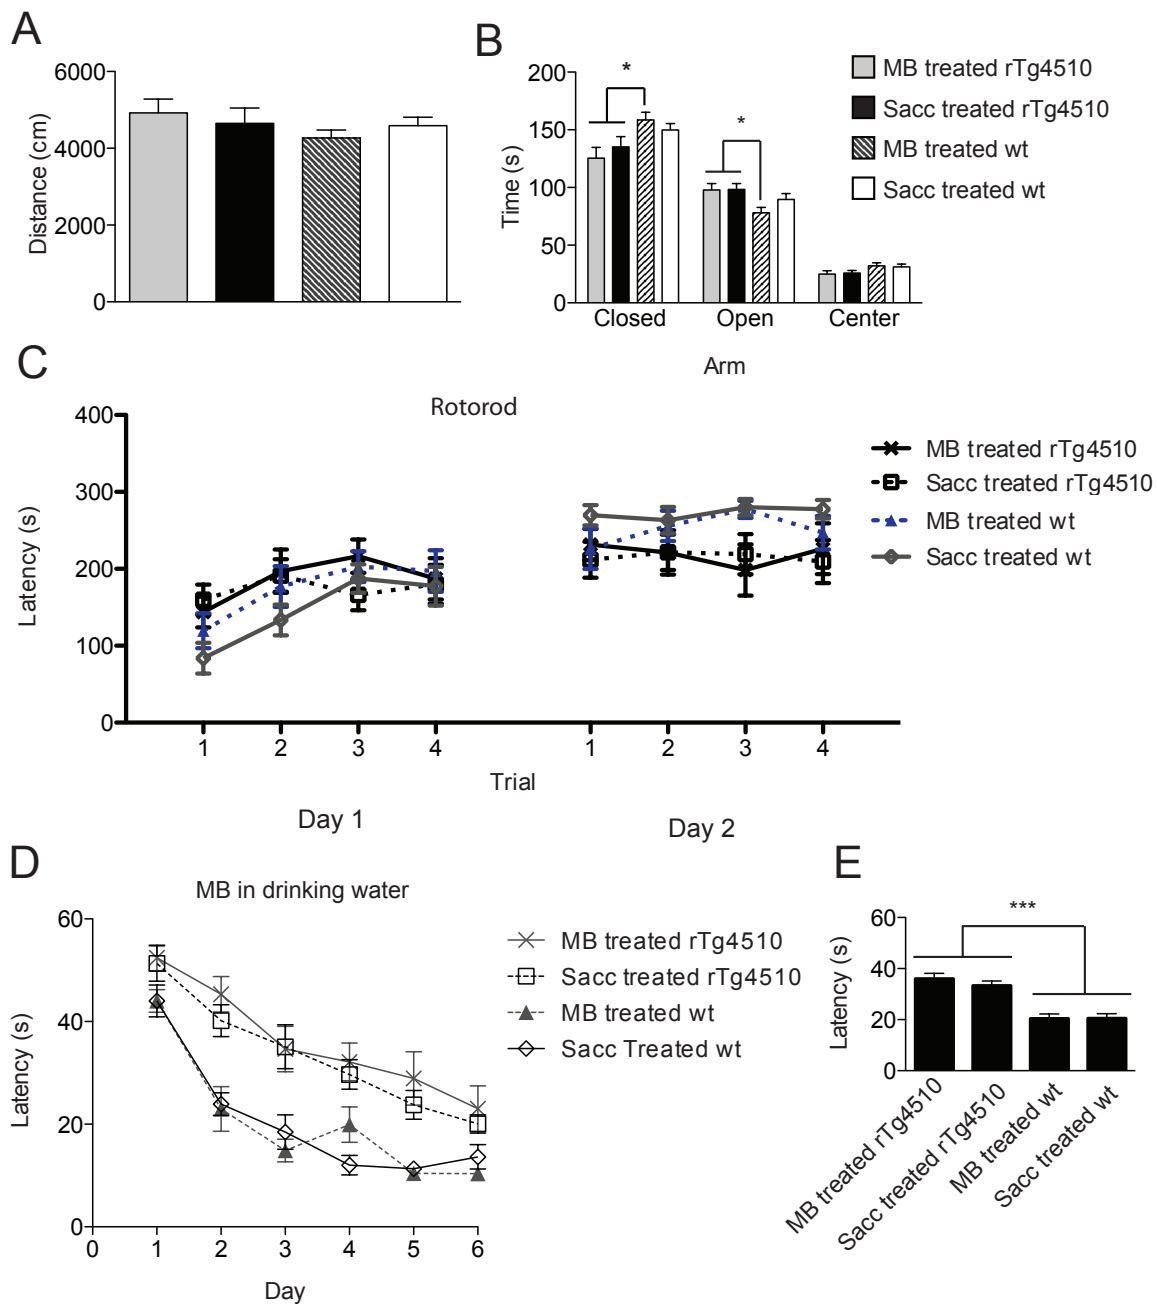 A
6000
4000
2000
0
Distance (cm)
B
200
150
100
50
0
Time (s)
*
*
Closed Open Center
Arm
MB treated rTg4510
Sacc treated rTg4510
MB treated wt
Sacc treated wt
C
Rotorod
400
300
200
100
0
Latency (s)
1 2 3 4 1 2 3 4
Trial
Day 1
Day 2
MB treated rTg4510
Sacc treated rTg4510
MB treated wt
Sacc treated wt
D
MB in drinking water
60
40
20
0
Latency (s)
0 1 2 3 4 5 6
Day
MB treated rTg4510
Sacc treated rTg4510
MB treated wt
Sacc Treated wt
E
***
60
40
20
0
Latency (s)
MB treated rTg4510
Sacc treated rTg4510
MB treated wt
Sacc treated wt